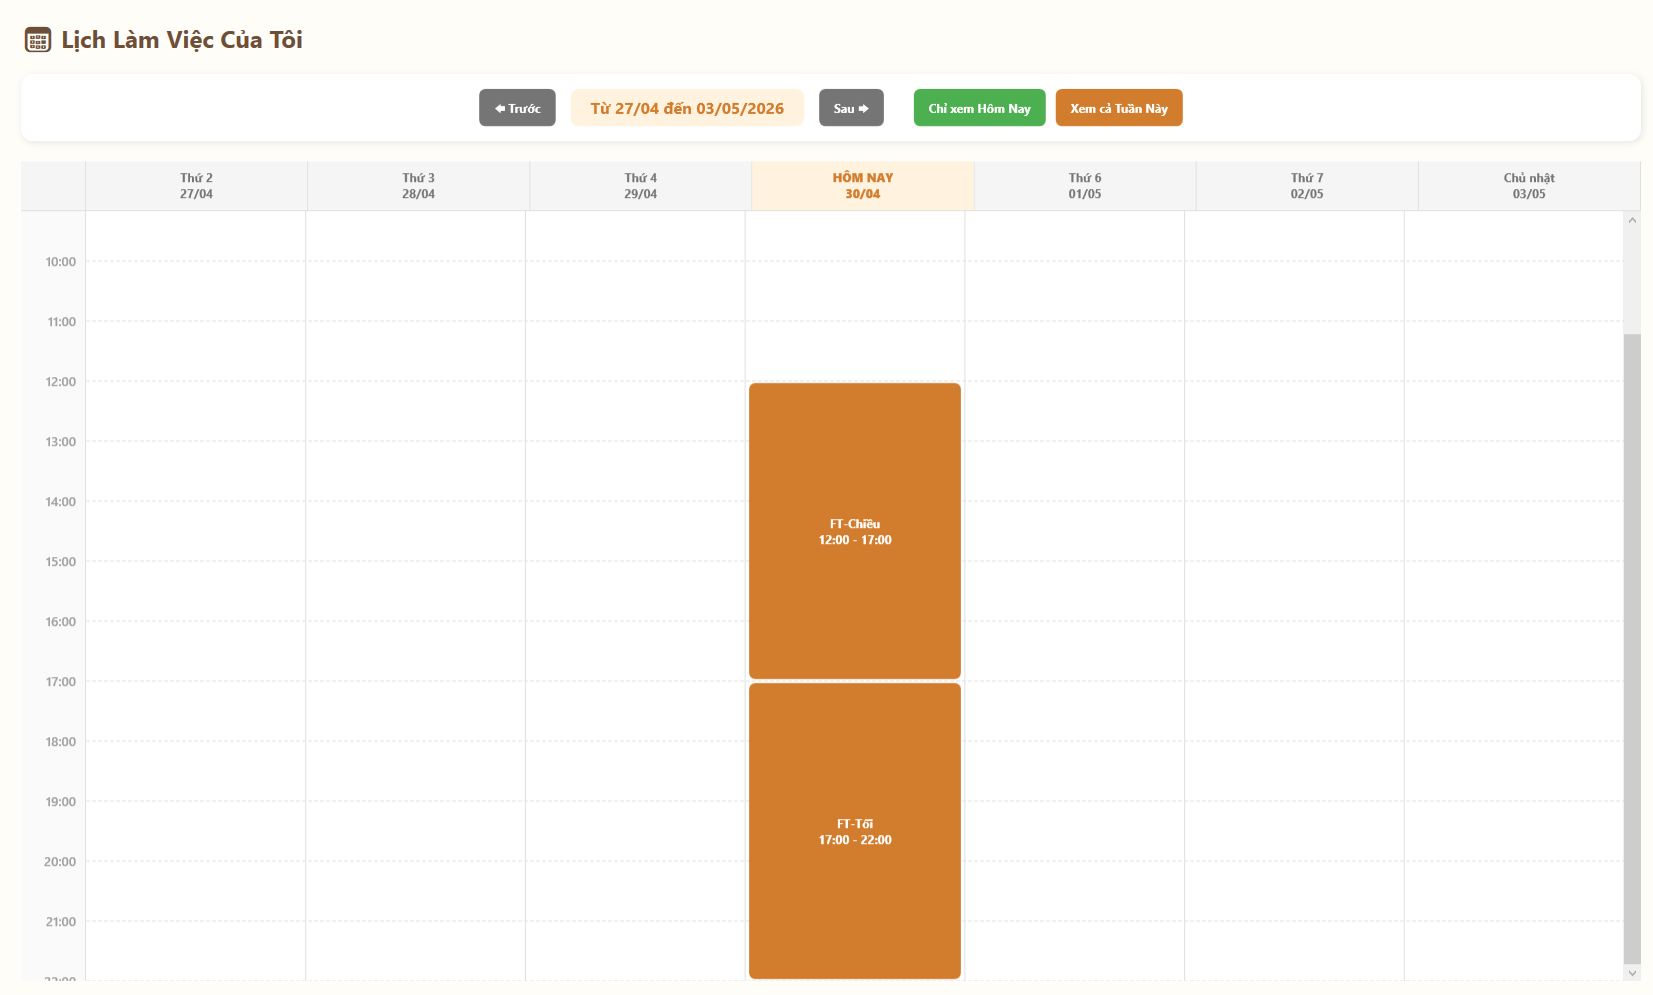 Lịch Làm Việc Của Tôi
Trước
Từ 27/04 đến 03/05/2026
Sau
Chỉ xem Hôm Nay
Xem cả Tuần Này
Thứ 2
27/04
Thứ 3
28/04
Thứ 4
29/04
HÔM NAY
30/04
Thứ 6
01/05
Thứ 7
02/05
Chủ nhật
03/05
10:00
11:00
12:00
13:00
14:00
FT-Chiều
12:00 - 17:00
15:00
16:00
17:00
18:00
19:00
FT-Tối
17:00 - 22:00
20:00
21:00
22:00